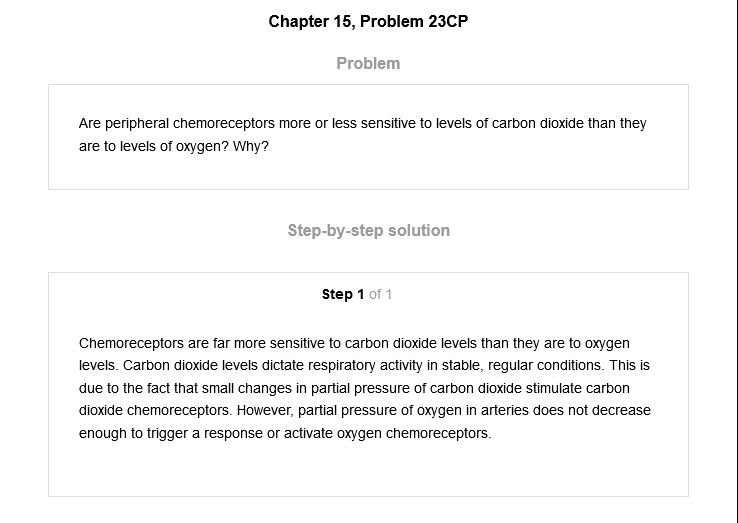 Chapter 15, Problem 23CP
Problem
Are peripheral chemoreceptors more or less sensitive to levels of carbon dioxide than they
are to levels of oxygen? Why?
Step-by-step solution
Step 1 of 1
Chemoreceptors are far more sensitive to carbon dioxide levels than they are to oxygen
levels. Carbon dioxide levels dictate respiratory activity in stable, regular conditions. This is
due to the fact that small changes in partial pressure of carbon dioxide stimulate carbon
dioxide chemoreceptors. However, partial pressure of oxygen in arteries does not decrease
enough to trigger a response or activate oxygen chemoreceptors.